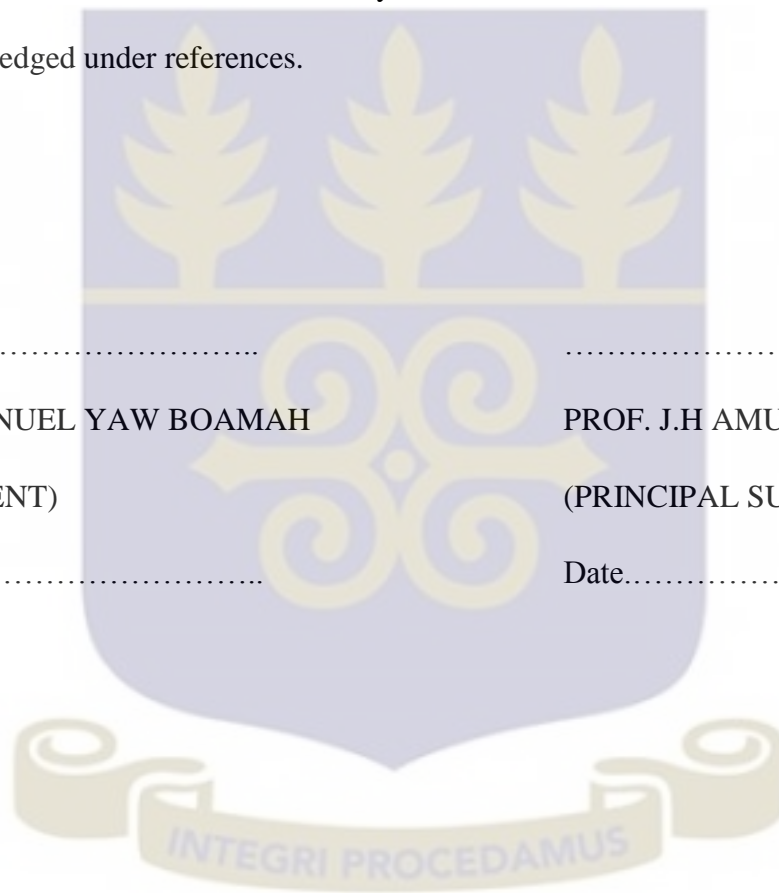 edged under references.
………………………..
…………………
NUEL YAW BOAMAH
PROF. J.H AMU
ENT)
(PRINCIPAL SU
………………………..
Date……………
INTEGRI PROCEDAMUS